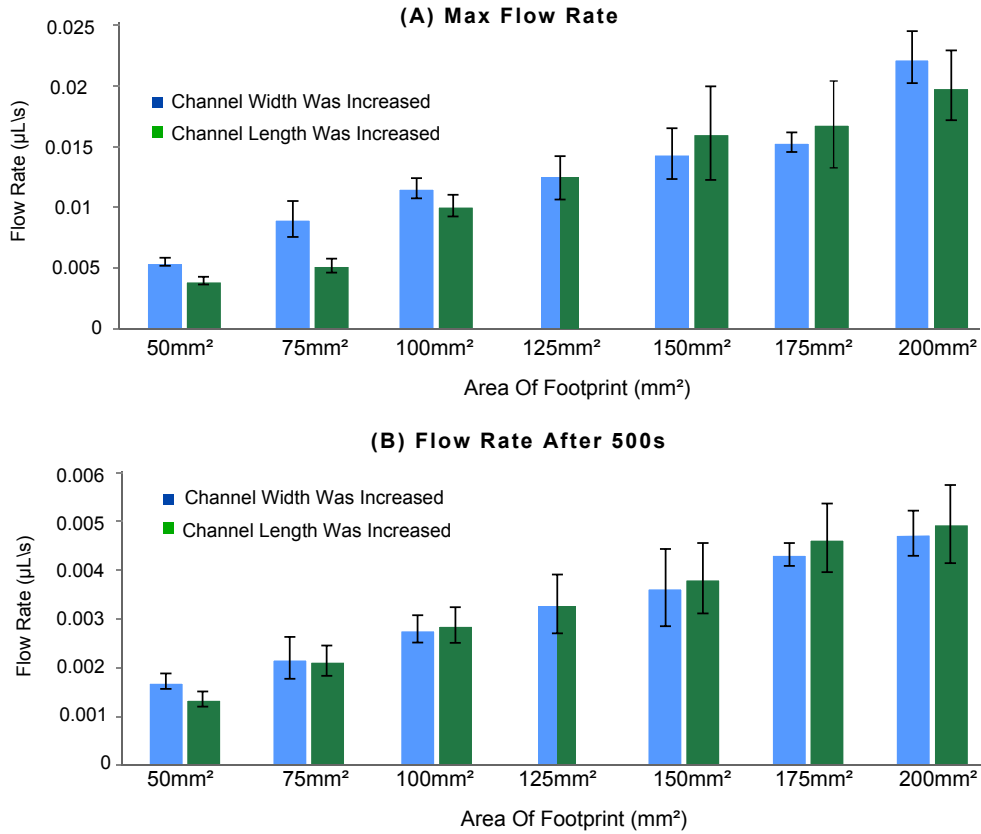 (A) Max Flow Rate
Flow Rate (µL\s)
0.025
0.02
0.015
0.01
0.005
0
Channel Width Was Increased
Channel Length Was Increased
50mm² 75mm² 100mm² 125mm² 150mm² 175mm² 200mm²
Area Of Footprint (mm²)
(B) Flow Rate After 500s
Flow Rate (µL\s)
0.006
0.005
0.004
0.003
0.002
0.001
0
Channel Width Was Increased
Channel Length Was Increased
50mm² 75mm² 100mm² 125mm² 150mm² 175mm² 200mm²
Area Of Footprint (mm²)